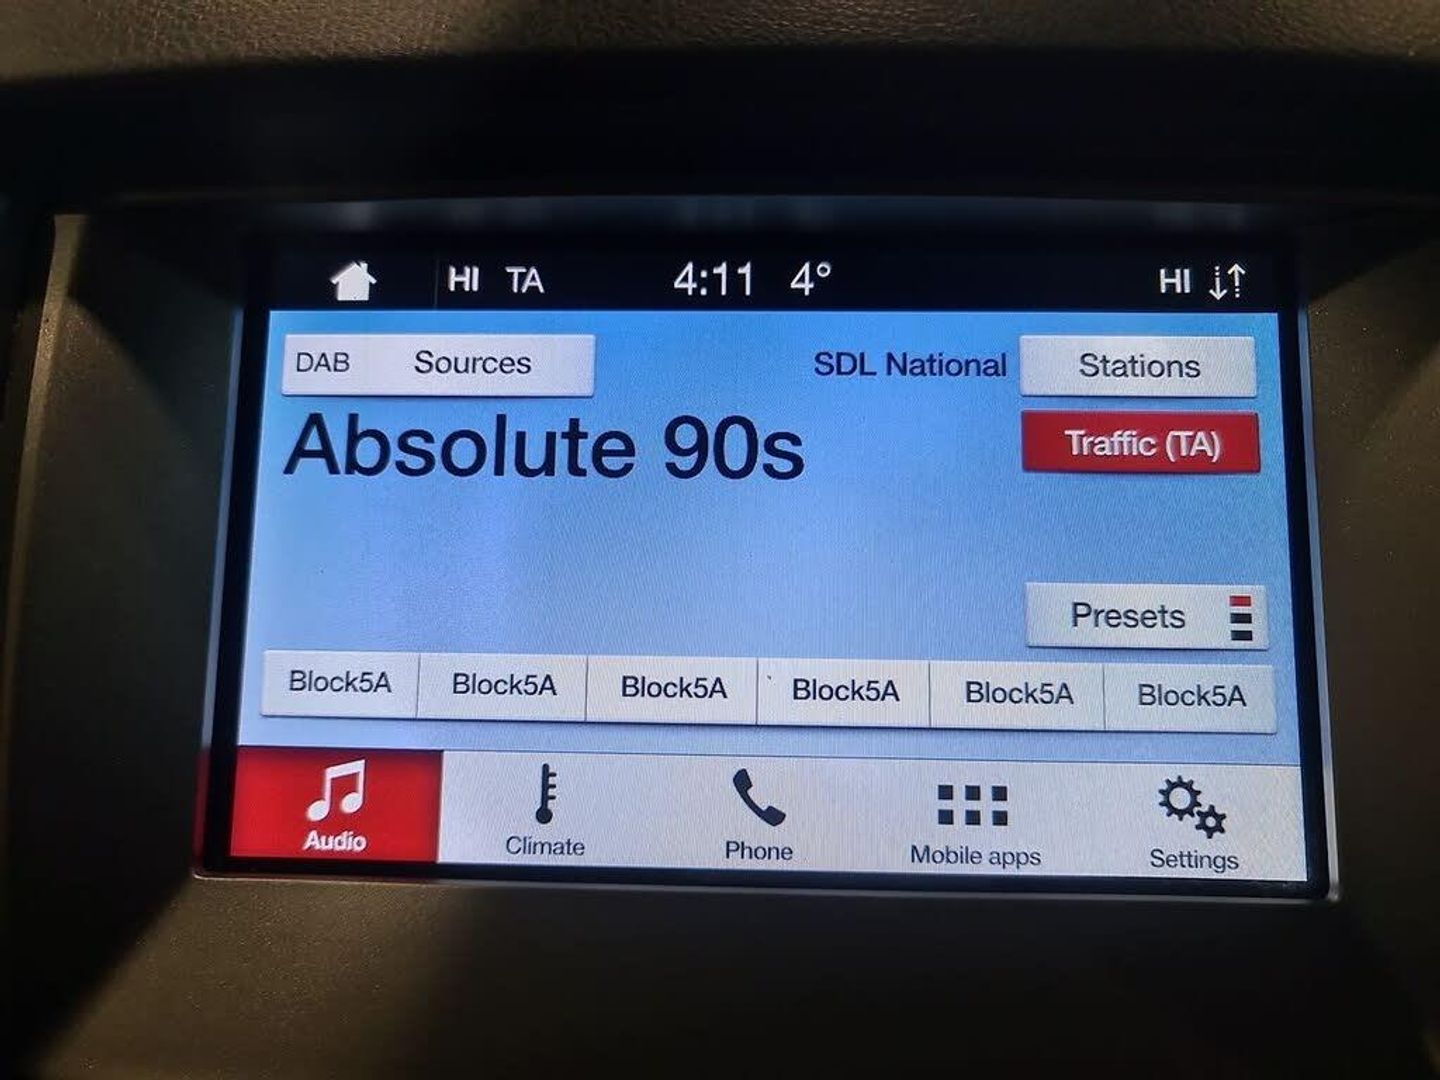 HI TA 4:11 4° HI
DAB Sources SDL National Stations
Absolute 90s Traffic (TA)
Presets
Block5A Block5A Block5A Block5A Block5A Block5A
Audio Climate Phone Mobile apps Settings